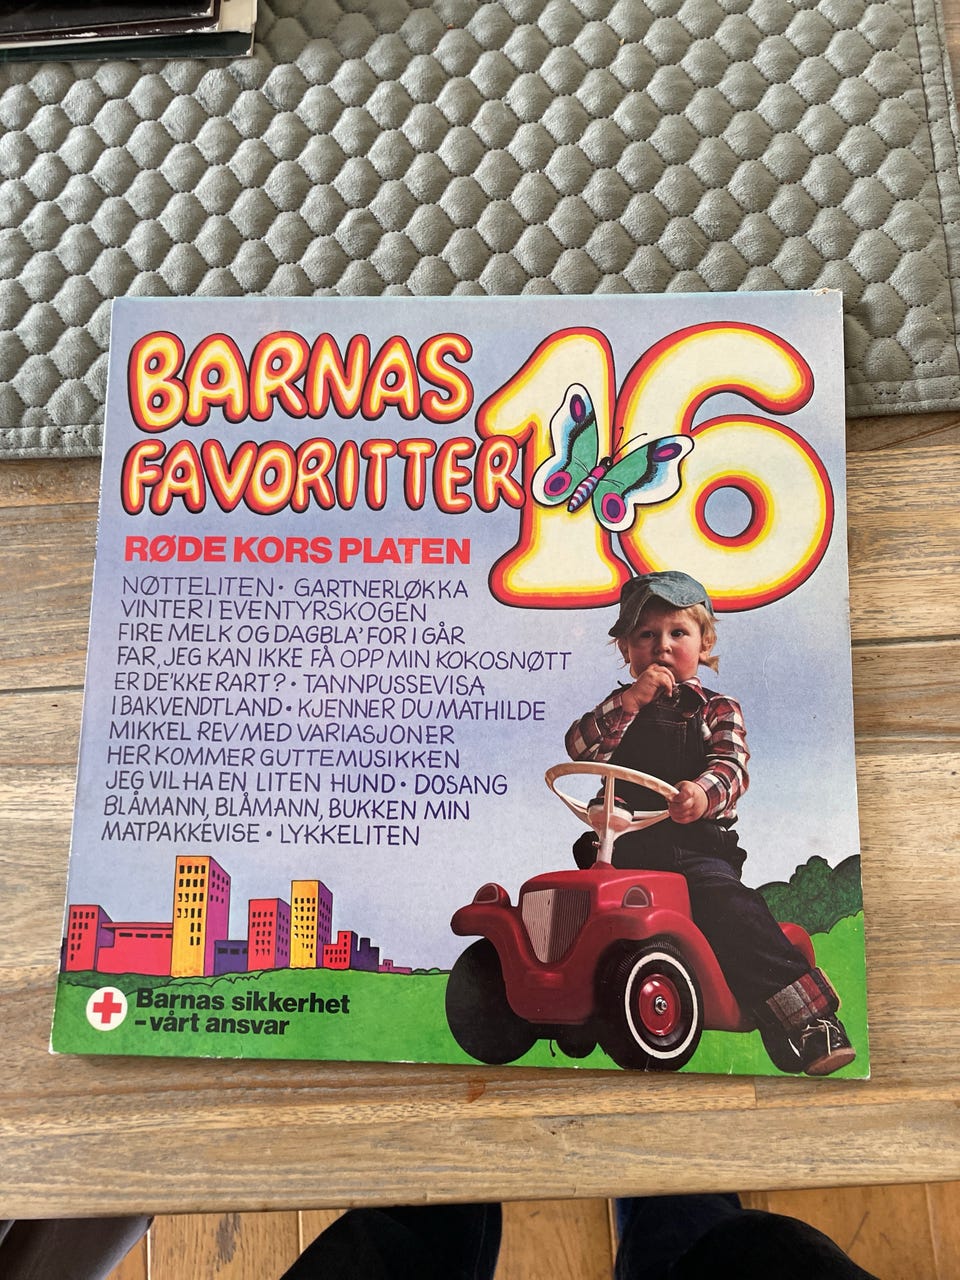 BARNAS
FAVORITTER
16
RØDE KORS PLATEN
NØTTELITEN • GARTNERLØKKA
VINTER I EVENTYRSKOGEN
FIRE MELK OG DAGBLA' FOR I GÅR
FAR, JEG KAN IKKE FÅ OPP MIN KOKOSNØTT
ER DE'KKE RART? • TANNPUSSEVISA
I BAKVENDTLAND • KJENNER DU MATHILDE
MIKKEL REV MED VARIASJONER
HER KOMMER GUTTEMUSIKKEN
JEG VIL HA EN LITEN HUND • DOSANG
BLÅMANN, BLÅMANN, BUKKEN MIN
MATPAKKEVISE • LYKKELITEN
Barnas sikkerhet
– vårt ansvar